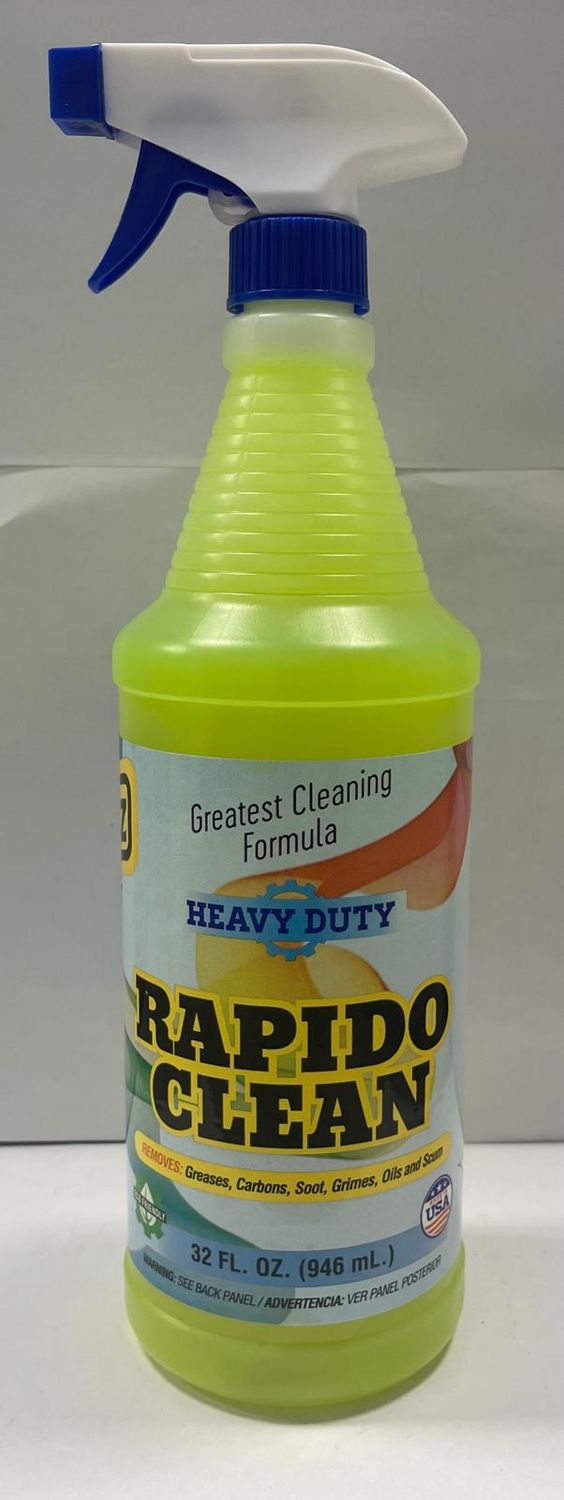 Z
Greatest Cleaning
Formula
HEAVY DUTY
RAPIDO
CLEAN
REMOVES: Greases, Carbons, Soot, Grimes, Oils and Scum
FRIENDLY
USA
32 FL. OZ. (946 mL.)
WARNING: SEE BACK PANEL / ADVERTENCIA: VER PANEL POSTERIOR